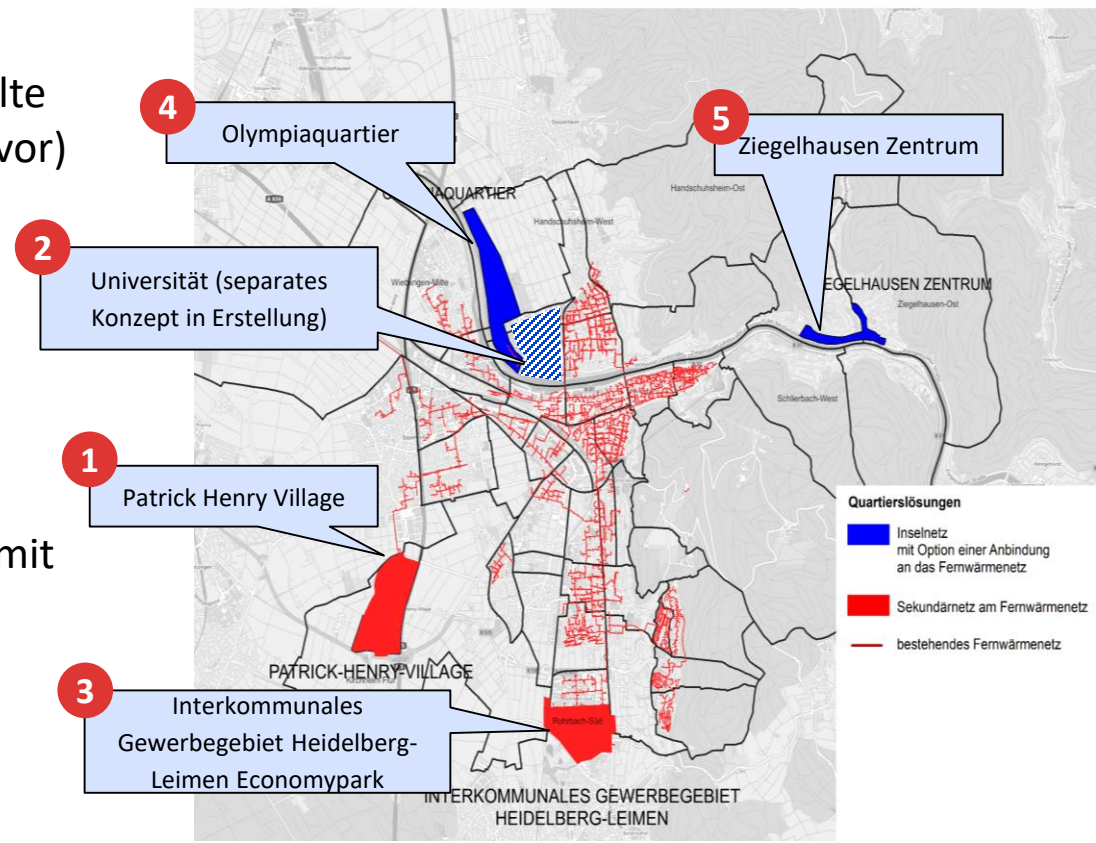 lte
vor)
mit
4
Olympiaquartier
5
Ziegelhausen Zentrum
2
Universität (separates
Konzept in Erstellung)
1
Patrick Henry Village
3
Interkommunales
Gewerbegebiet Heidelberg-
Leimen Economypark
AQUARTIER
Handschuhsheim-West
Handschuhsheim-Ost
EGELHAUSEN ZENTRUM
Ziegelhausen-Ost
Schlierbach-West
PATRICK-HENRY-VILLAGE
Rohrbach-Süd
INTERKOMMUNALES GEWERBEGEBIET
HEIDELBERG-LEIMEN
Quartierslösungen
Inselnetz
mit Option einer Anbindung
an das Fernwärmenetz
Sekundärnetz am Fernwärmenetz
bestehendes Fernwärmenetz